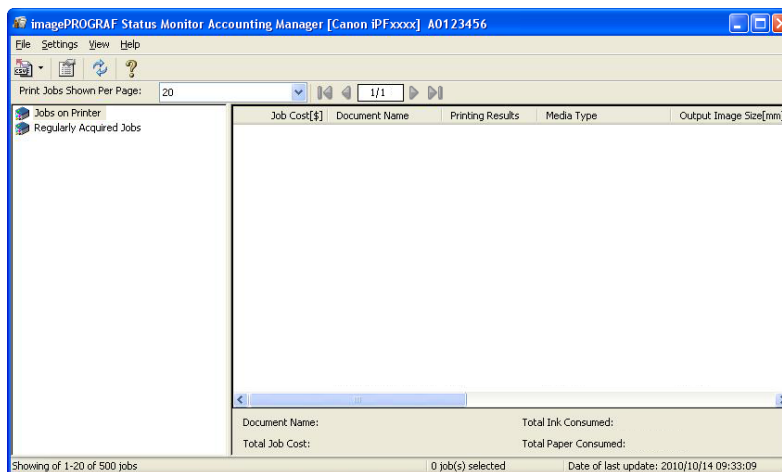 imagePROGRAF Status Monitor Accounting Manager [Canon iPFxxxx] A0123456
File Settings View Help
CSV
Print Jobs Shown Per Page: 20 1/1
Jobs on Printer
Regularly Acquired Jobs
Job Cost[$] Document Name Printing Results Media Type Output Image Size[mm]
Document Name: Total Ink Consumed:
Total Job Cost: Total Paper Consumed:
Showing of 1-20 of 500 jobs 0 job(s) selected Date of last update: 2010/10/14 09:33:09